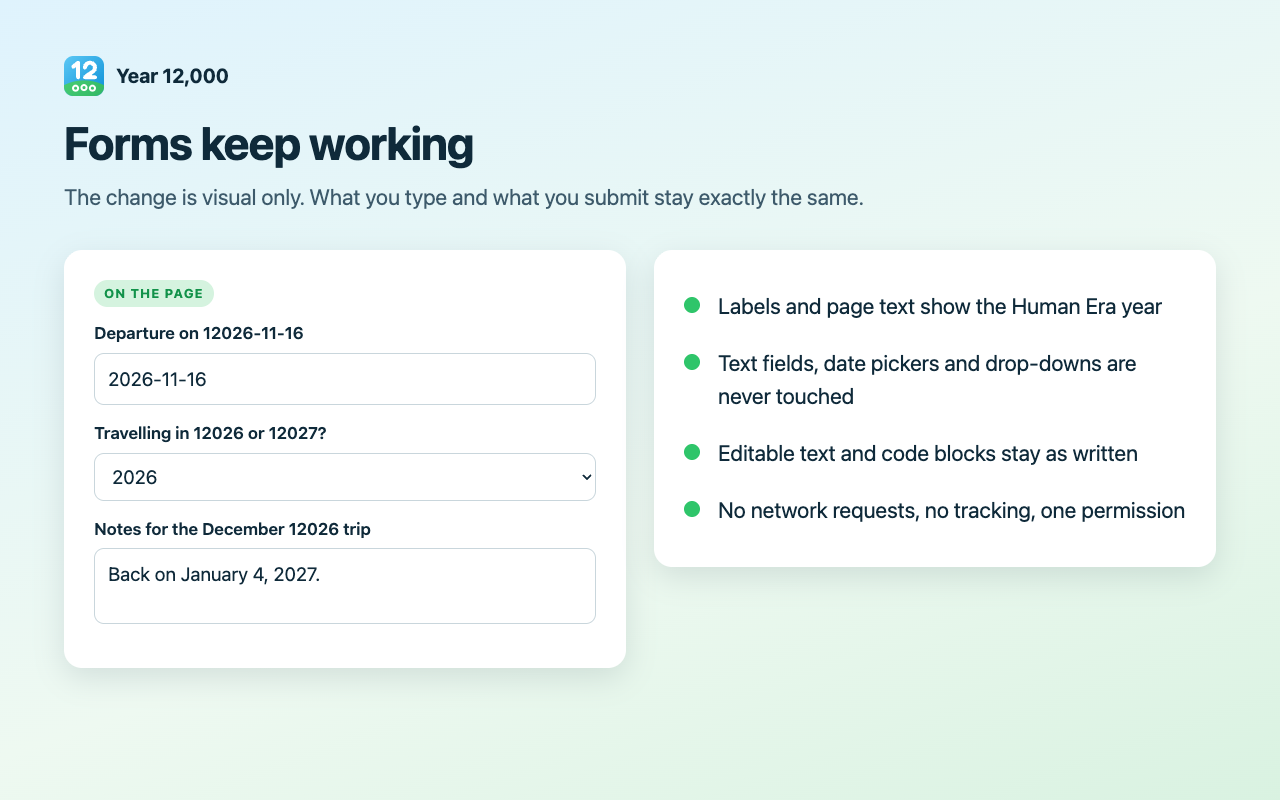 12
000
Year 12,000
Forms keep working
The change is visual only. What you type and what you submit stay exactly the same.
ON THE PAGE
Departure on 12026-11-16
2026-11-16
Travelling in 12026 or 12027?
2026
Notes for the December 12026 trip
Back on January 4, 2027.
Labels and page text show the Human Era year
Text fields, date pickers and drop-downs are
never touched
Editable text and code blocks stay as written
No network requests, no tracking, one permission